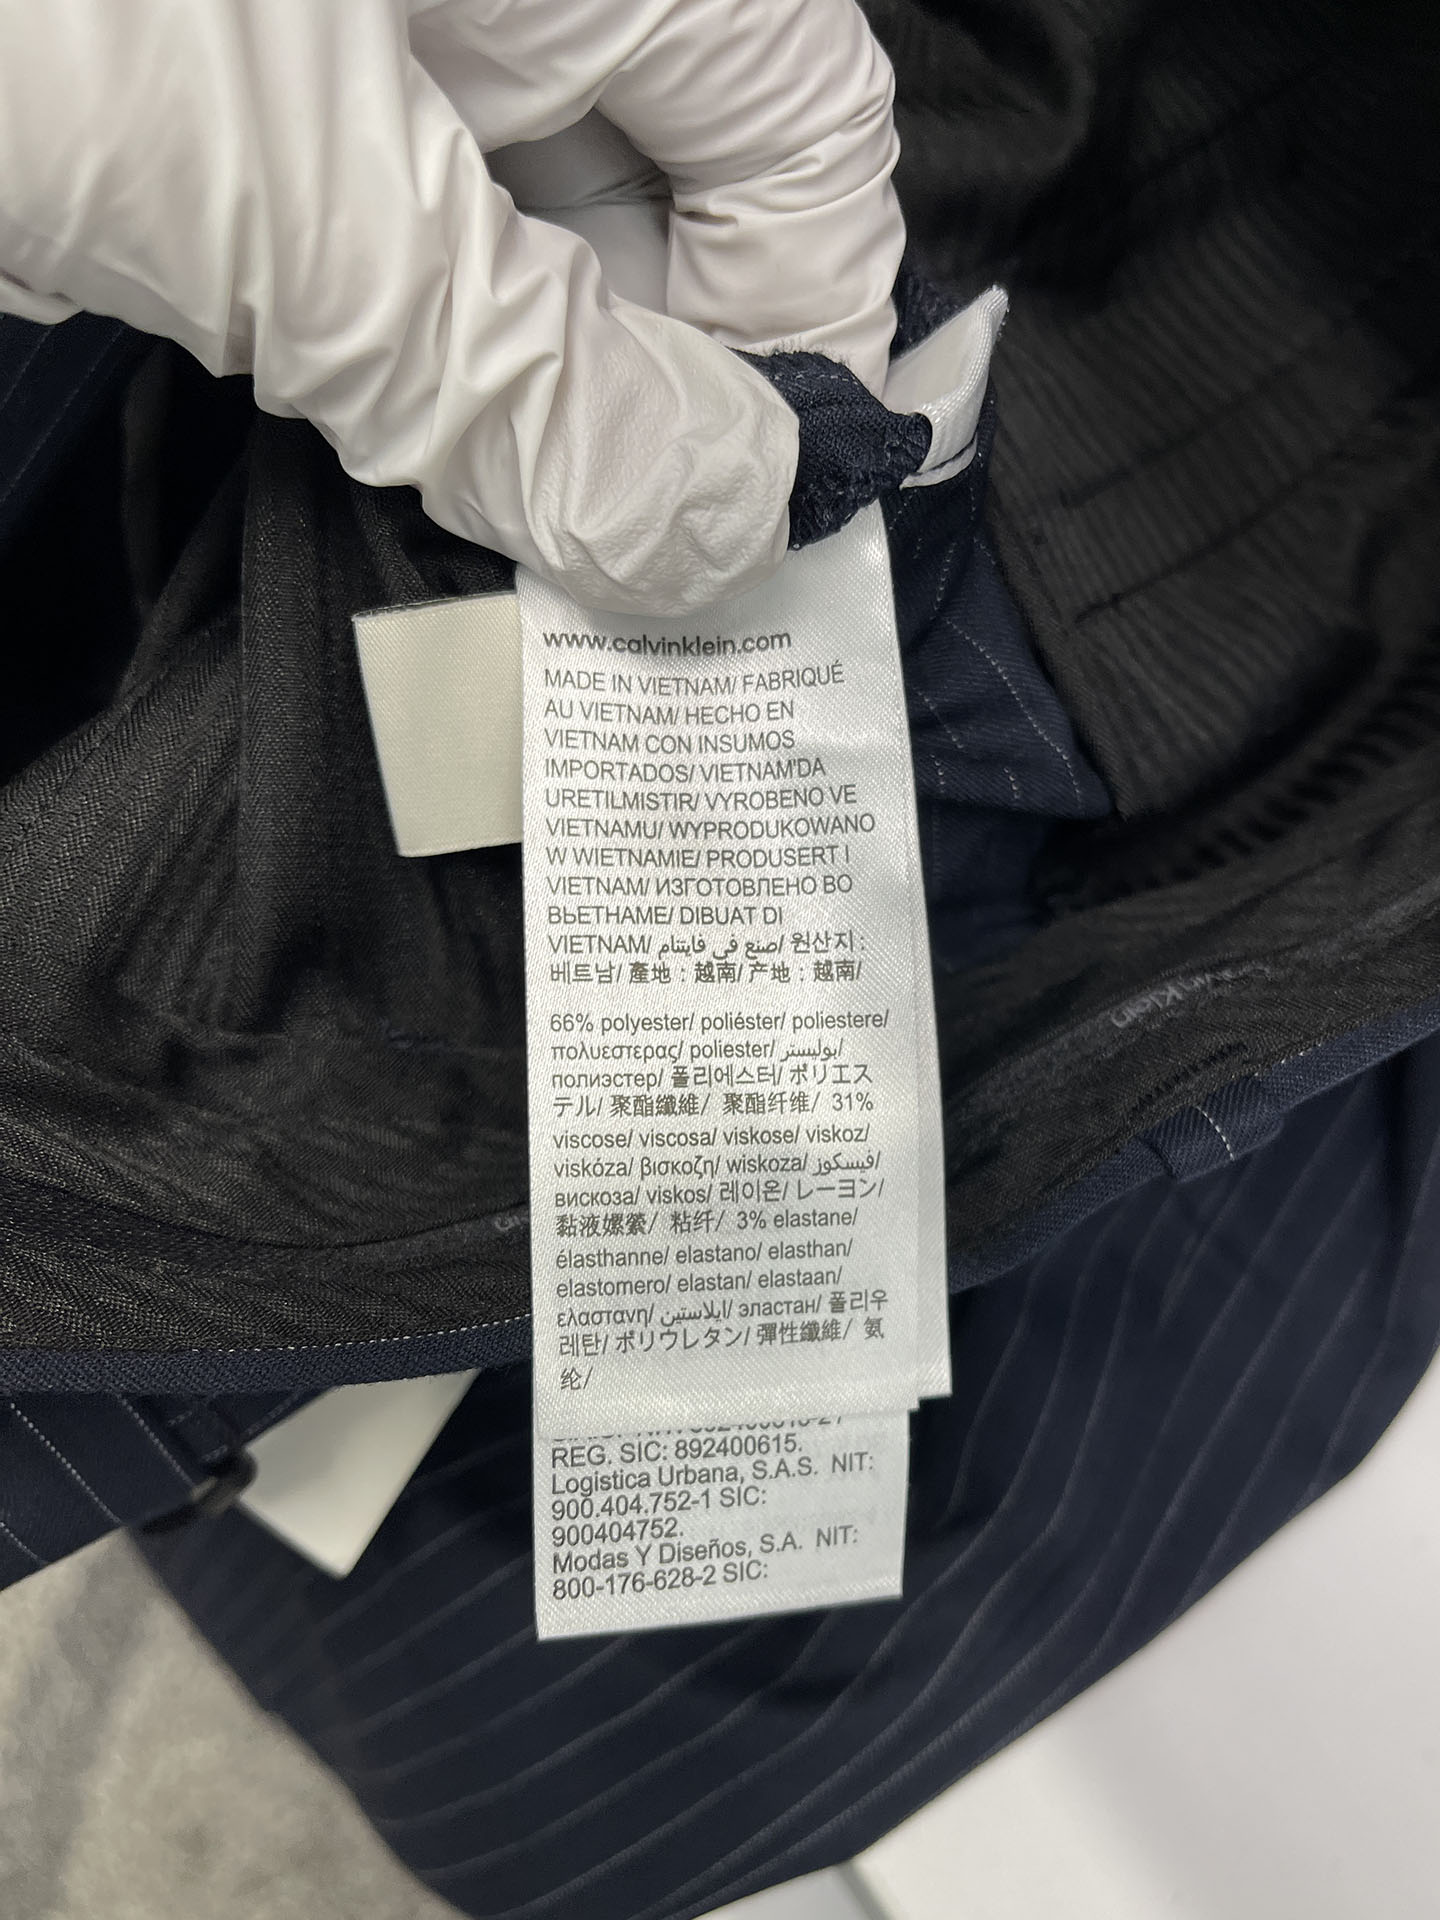 www.calvinklein.com
MADE IN VIETNAM/ FABRIQUÉ
AU VIETNAM/ HECHO EN
VIETNAM CON INSUMOS
IMPORTADOS/ VIETNAM'DA
URETILMISTIR/ VYROBENO VE
VIETNAMU/ WYPRODUKOWANO
W WIETNAMIE/ PRODUSERT I
VIETNAM/ ИЗГОТОВЛЕНО ВО
ВЬЕТНАМЕ/ DIBUAT DI
VIETNAM/ صنع في فايتنام/ 원산지 :
베트남/ 產地 : 越南/ 产地 : 越南/
66% polyester/ poliéster/ poliestere/
πολυεστερας/ poliester/ بوليستر/
полиэстер/ 폴리에스터/ ポリエス
テル/ 聚酯纖維/ 聚酯纤维/ 31%
viscose/ viscosa/ viskose/ viskoz/
viskóza/ βισκοζη/ wiskoza/ فيسكوز/
вискоза/ viskos/ 레이온/ レーヨン/
黏液嫘縈/ 粘纤/ 3% elastane/
élasthanne/ elastano/ elasthan/
elastomero/ elastan/ elastaan/
ελαστανη/ ايلاستين/ эластан/ 폴리우
레탄/ ポリウレタン/ 彈性纖維/ 氨
纶/
REG. SIC: 892400615.
Logistica Urbana, S.A.S. NIT:
900.404.752-1 SIC:
900404752.
Modas Y Diseños, S.A. NIT:
800-176-628-2 SIC:
Calvin Klein